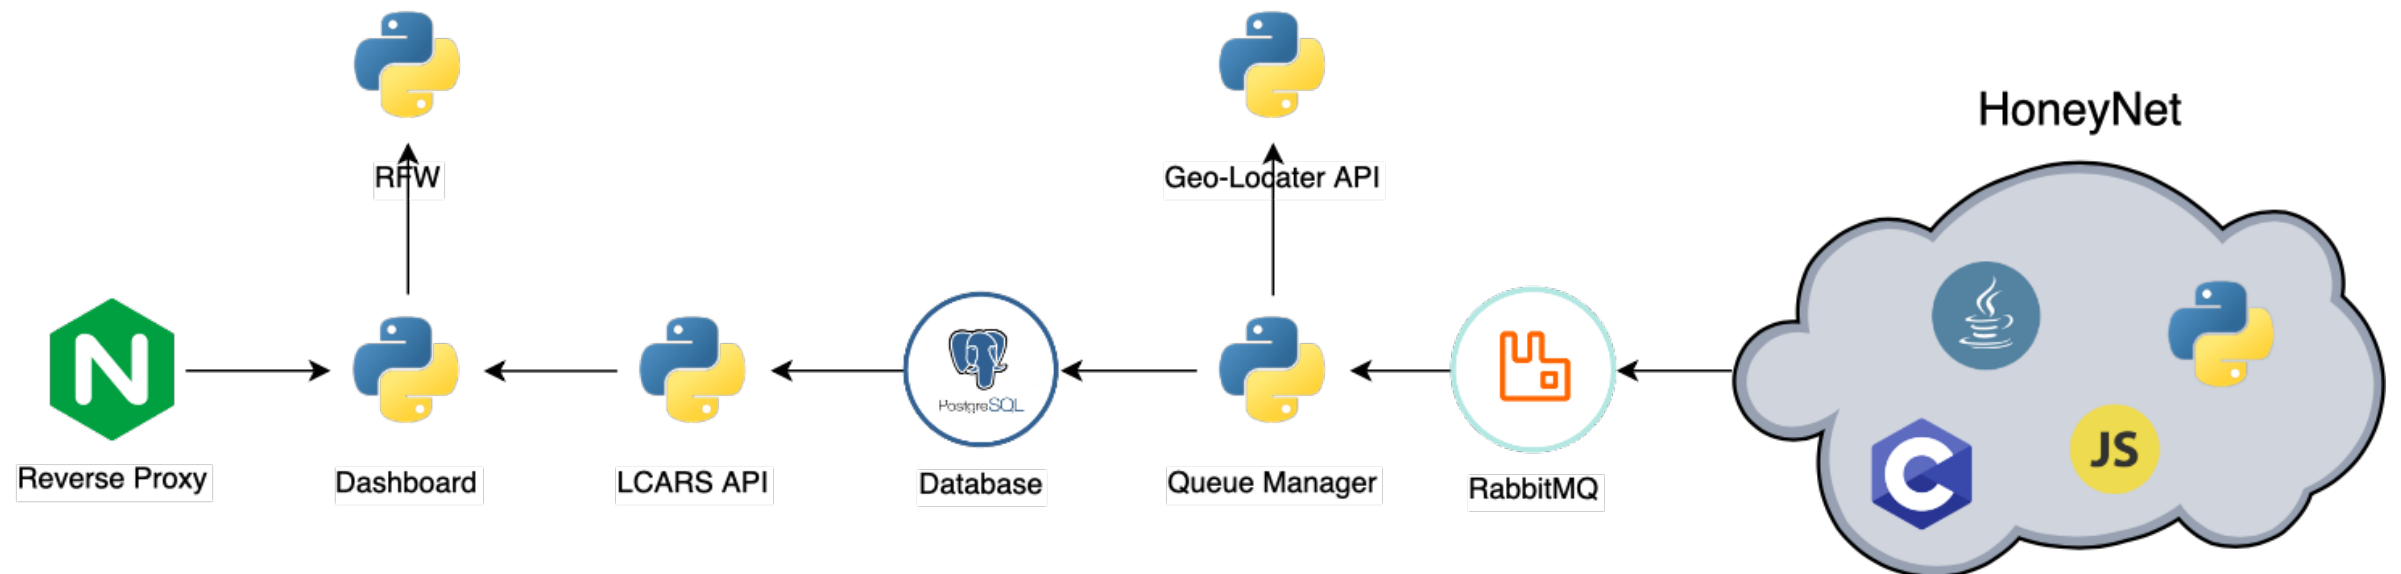 RFW
Geo-Locater API
HoneyNet
N
PostgreSQL
JS
C
Reverse Proxy
Dashboard
LCARS API
Database
Queue Manager
RabbitMQ